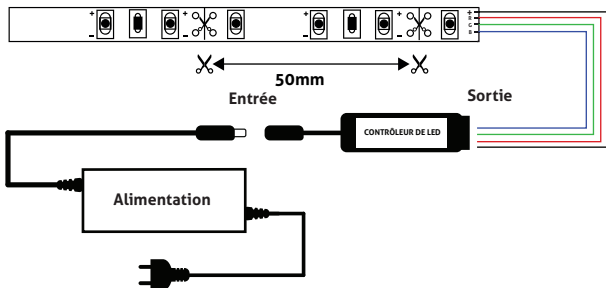 + + + +
- - - -
+
R
G
B
50mm
Entrée
Sortie
CONTRÔLEUR DE LED
Alimentation